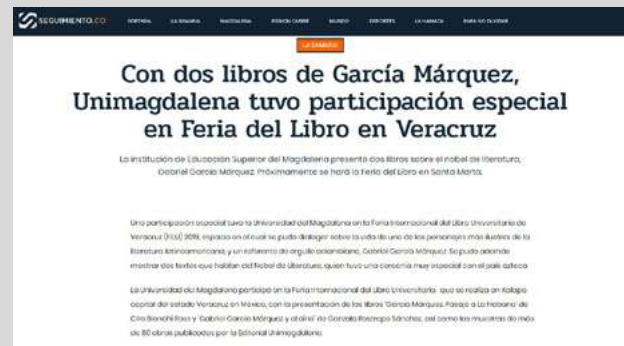 SEGUIMIENTO.CO PORTADA LA SAMARIA MAGDALENA REGION CARIBE MUNDO DEPORTES LA HAMACA PARA NO OLVIDAR
LA SAMARIA
Con dos libros de García Márquez,
Unimagdalena tuvo participación especial
en Feria del Libro en Veracruz
La institución de Educación Superior del Magdalena presentó dos libros sobre el nobel de literatura,
Gabriel García Márquez. Próximamente se hará la Feria del Libro en Santa Marta.
Una participación especial tuvo la Universidad del Magdalena en la Feria Internacional del Libro Universitario de
Veracruz (FILU) 2019, espacio en el cual se pudo dialogar sobre la vida de uno de los personajes más ilustres de la
literatura latinoamericana, y un referente de orgullo colombiano, Gabriel García Márquez. Se pudo además
mostrar dos textos que hablan del Nobel de Literatura, quien tuvo una cercanía muy especial con el país azteca.
La Universidad del Magdalena participó en la Feria Internacional del Libro Universitario que se realiza en Xalapa
capital del estado Veracruz en México, con la presentación de los libros 'García Márquez. Pasaje a La Habana' de
Ciro Bianchi Ross y 'Gabriel García Márquez y el cine' de Gonzalo Restrepo Sánchez, así como las muestras de más
de 80 obras publicadas por la Editorial Unimagdalena.